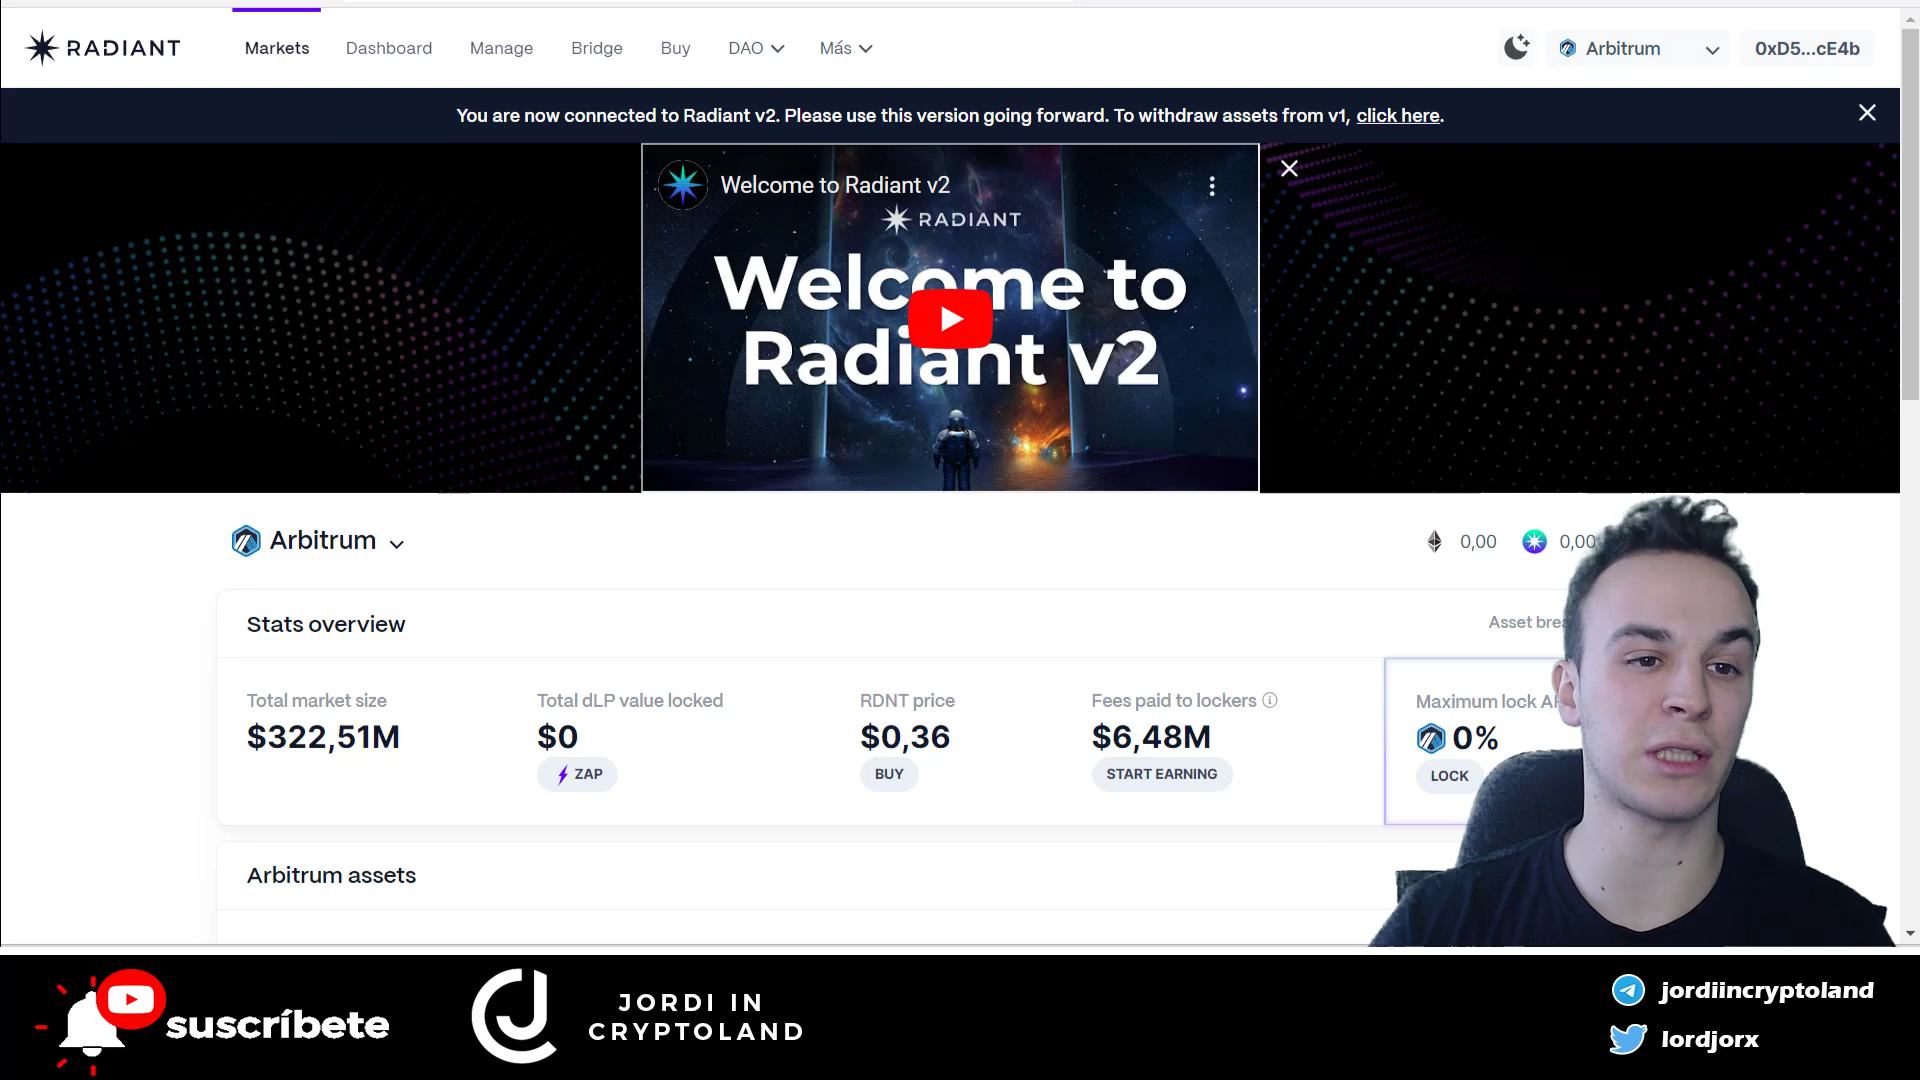 RADIANT
Markets
Dashboard
Manage
Bridge
Buy
DAO
Más
Arbitrum
0xD5...cE4b
You are now connected to Radiant v2. Please use this version going forward. To withdraw assets from v1, click here.
Welcome to Radiant v2
RADIANT
Welcome to
Radiant v2
Arbitrum
0,00
0,00
Stats overview
Asset brea
Total market size
$322,51M
Total dLP value locked
$0
ZAP
RDNT price
$0,36
BUY
Fees paid to lockers
$6,48M
START EARNING
Maximum lock AP
0%
LOCK
Arbitrum assets
suscríbete
JORDI IN
CRYPTOLAND
jordiincryptoland
lordjorx